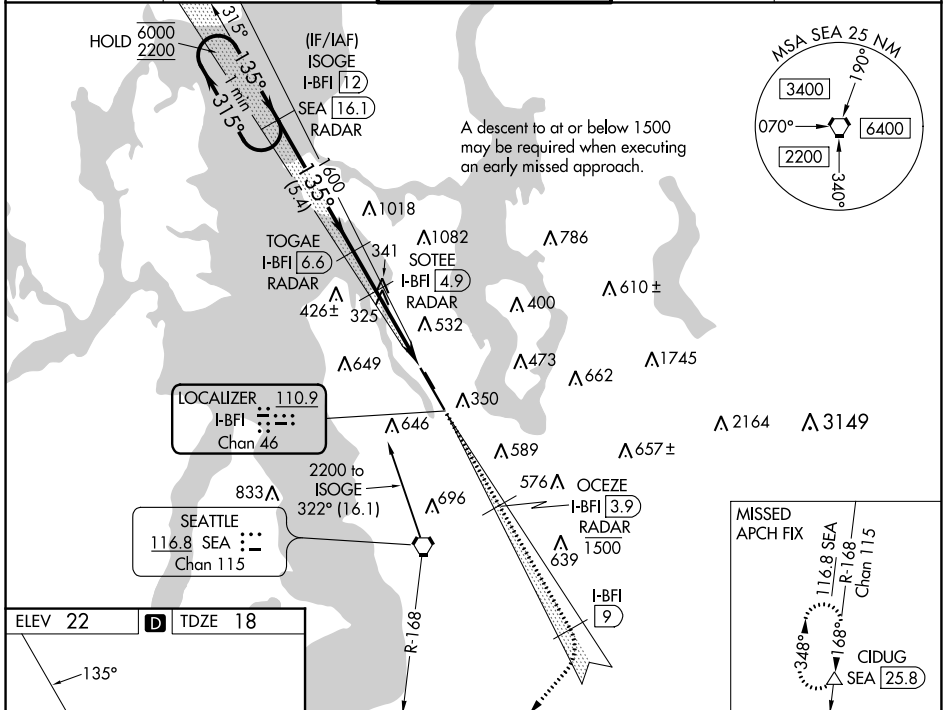 HOLD 6000
2200
315°
135°
1 min
315°
(IF/IAF)
ISOGE
I-BFI 12
SEA 16.1
RADAR
1600
135°
(5.4)
A descent to at or below 1500
may be required when executing
an early missed approach.
MSA SEA 25 NM
190°
3400
070°
6400
2200
340°
1018
TOGAE
I-BFI 6.6
RADAR
341
1082
SOTEE
I-BFI 4.9
RADAR
786
426±
325
532
400
610±
649
473
662
1745
LOCALIZER 110.9
I-BFI
Chan 46
350
646
589
657±
2164
3149
2200 to
ISOGE
322° (16.1)
833
696
576
OCEZE
I-BFI 3.9
RADAR
1500
639
SEATTLE
116.8 SEA
Chan 115
I-BFI
9
R-168
MISSED
APCH FIX
116.8 SEA
R-168
Chan 115
348°
168°
CIDUG
SEA 25.8
ELEV 22 D TDZE 18
135°